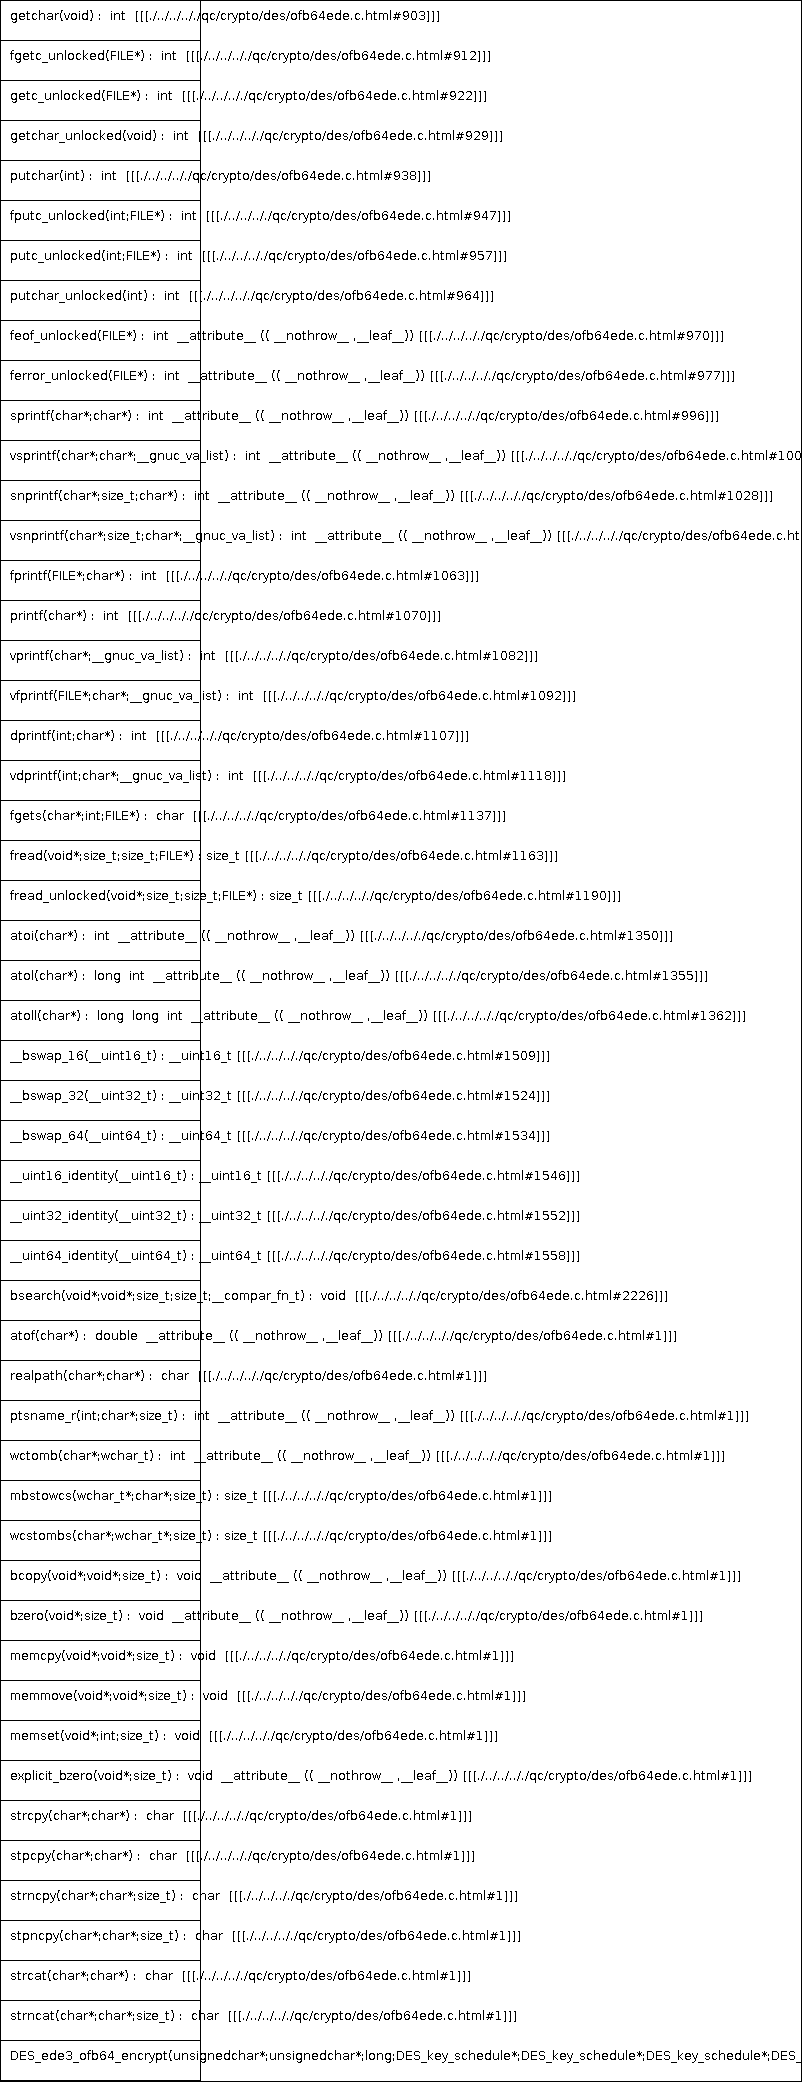 getchar(void) : int [[[./../../../qc/crypto/des/ofb64ede.c.html#903]]]
fgetc_unlocked(FILE*) : int [[[./../../../qc/crypto/des/ofb64ede.c.html#912]]]
getc_unlocked(FILE*) : int [[[./../../../qc/crypto/des/ofb64ede.c.html#922]]]
getchar_unlocked(void) : int [[[./../../../qc/crypto/des/ofb64ede.c.html#929]]]
putchar(int) : int [[[./../../../qc/crypto/des/ofb64ede.c.html#938]]]
fputc_unlocked(int;FILE*) : int [[[./../../../qc/crypto/des/ofb64ede.c.html#947]]]
putc_unlocked(int;FILE*) : int [[[./../../../qc/crypto/des/ofb64ede.c.html#957]]]
putchar_unlocked(int) : int [[[./../../../qc/crypto/des/ofb64ede.c.html#964]]]
feof_unlocked(FILE*) : int __attribute__ (( __nothrow__ ,__leaf__)) [[[./../../../qc/crypto/des/ofb64ede.c.html#970]]]
ferror_unlocked(FILE*) : int __attribute__ (( __nothrow__ ,__leaf__)) [[[./../../../qc/crypto/des/ofb64ede.c.html#977]]]
sprintf(char*;char*) : int __attribute__ (( __nothrow__ ,__leaf__)) [[[./../../../qc/crypto/des/ofb64ede.c.html#996]]]
vsprintf(char*;char*;__gnuc_va_list) : int __attribute__ (( __nothrow__ ,__leaf__)) [[[./../../../qc/crypto/des/ofb64ede.c.html#100
snprintf(char*;size_t;char*) : int __attribute__ (( __nothrow__ ,__leaf__)) [[[./../../../qc/crypto/des/ofb64ede.c.html#1028]]]
vsnprintf(char*;size_t;char*;__gnuc_va_list) : int __attribute__ (( __nothrow__ ,__leaf__)) [[[./../../../qc/crypto/des/ofb64ede.c.ht
fprintf(FILE*;char*) : int [[[./../../../qc/crypto/des/ofb64ede.c.html#1063]]]
printf(char*) : int [[[./../../../qc/crypto/des/ofb64ede.c.html#1070]]]
vprintf(char*;__gnuc_va_list) : int [[[./../../../qc/crypto/des/ofb64ede.c.html#1082]]]
vfprintf(FILE*;char*;__gnuc_va_list) : int [[[./../../../qc/crypto/des/ofb64ede.c.html#1092]]]
dprintf(int;char*) : int [[[./../../../qc/crypto/des/ofb64ede.c.html#1107]]]
vdprintf(int;char*;__gnuc_va_list) : int [[[./../../../qc/crypto/des/ofb64ede.c.html#1118]]]
fgets(char*;int;FILE*) : char [[[./../../../qc/crypto/des/ofb64ede.c.html#1137]]]
fread(void*;size_t;size_t;FILE*) : size_t [[[./../../../qc/crypto/des/ofb64ede.c.html#1163]]]
fread_unlocked(void*;size_t;size_t;FILE*) : size_t [[[./../../../qc/crypto/des/ofb64ede.c.html#1190]]]
atoi(char*) : int __attribute__ (( __nothrow__ ,__leaf__)) [[[./../../../qc/crypto/des/ofb64ede.c.html#1350]]]
atol(char*) : long int __attribute__ (( __nothrow__ ,__leaf__)) [[[./../../../qc/crypto/des/ofb64ede.c.html#1355]]]
atoll(char*) : long long int __attribute__ (( __nothrow__ ,__leaf__)) [[[./../../../qc/crypto/des/ofb64ede.c.html#1362]]]
__bswap_16(__uint16_t) : __uint16_t [[[./../../../qc/crypto/des/ofb64ede.c.html#1509]]]
__bswap_32(__uint32_t) : __uint32_t [[[./../../../qc/crypto/des/ofb64ede.c.html#1524]]]
__bswap_64(__uint64_t) : __uint64_t [[[./../../../qc/crypto/des/ofb64ede.c.html#1534]]]
__uint16_identity(__uint16_t) : __uint16_t [[[./../../../qc/crypto/des/ofb64ede.c.html#1546]]]
__uint32_identity(__uint32_t) : __uint32_t [[[./../../../qc/crypto/des/ofb64ede.c.html#1552]]]
__uint64_identity(__uint64_t) : __uint64_t [[[./../../../qc/crypto/des/ofb64ede.c.html#1558]]]
bsearch(void*;void*;size_t;size_t;__compar_fn_t) : void [[[./../../../qc/crypto/des/ofb64ede.c.html#2226]]]
atof(char*) : double __attribute__ (( __nothrow__ ,__leaf__)) [[[./../../../qc/crypto/des/ofb64ede.c.html#1]]]
realpath(char*;char*) : char [[[./../../../qc/crypto/des/ofb64ede.c.html#1]]]
ptsname_r(int;char*;size_t) : int __attribute__ (( __nothrow__ ,__leaf__)) [[[./../../../qc/crypto/des/ofb64ede.c.html#1]]]
wctomb(char*;wchar_t) : int __attribute__ (( __nothrow__ ,__leaf__)) [[[./../../../qc/crypto/des/ofb64ede.c.html#1]]]
mbstowcs(wchar_t*;char*;size_t) : size_t [[[./../../../qc/crypto/des/ofb64ede.c.html#1]]]
wcstombs(char*;wchar_t*;size_t) : size_t [[[./../../../qc/crypto/des/ofb64ede.c.html#1]]]
bcopy(void*;void*;size_t) : void __attribute__ (( __nothrow__ ,__leaf__)) [[[./../../../qc/crypto/des/ofb64ede.c.html#1]]]
bzero(void*;size_t) : void __attribute__ (( __nothrow__ ,__leaf__)) [[[./../../../qc/crypto/des/ofb64ede.c.html#1]]]
memcpy(void*;void*;size_t) : void [[[./../../../qc/crypto/des/ofb64ede.c.html#1]]]
memmove(void*;void*;size_t) : void [[[./../../../qc/crypto/des/ofb64ede.c.html#1]]]
memset(void*;int;size_t) : void [[[./../../../qc/crypto/des/ofb64ede.c.html#1]]]
explicit_bzero(void*;size_t) : void __attribute__ (( __nothrow__ ,__leaf__)) [[[./../../../qc/crypto/des/ofb64ede.c.html#1]]]
strcpy(char*;char*) : char [[[./../../../qc/crypto/des/ofb64ede.c.html#1]]]
stpcpy(char*;char*) : char [[[./../../../qc/crypto/des/ofb64ede.c.html#1]]]
strncpy(char*;char*;size_t) : char [[[./../../../qc/crypto/des/ofb64ede.c.html#1]]]
stpncpy(char*;char*;size_t) : char [[[./../../../qc/crypto/des/ofb64ede.c.html#1]]]
strcat(char*;char*) : char [[[./../../../qc/crypto/des/ofb64ede.c.html#1]]]
strncat(char*;char*;size_t) : char [[[./../../../qc/crypto/des/ofb64ede.c.html#1]]]
DES_ede3_ofb64_encrypt(unsignedchar*;unsignedchar*;long;DES_key_schedule*;DES_key_schedule*;DES_key_schedule*;DES_